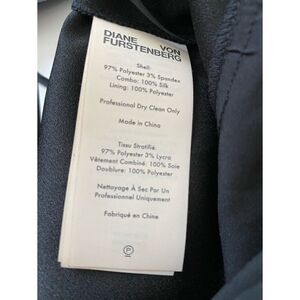 DIANE VON
FURSTENBERG
Shell:
97% Polyester 3% Spandex
Combo: 100% Silk
Lining: 100% Polyester
Professional Dry Clean Only
Made in China
Tissu Stratifié:
97% Polyester 3% Lycra
Vêtement Combiné: 100% Soie
Doublure: 100% Polyester
Nettoyage À Sec Par Un
Professionnel Uniquement
Fabriqué en Chine
P